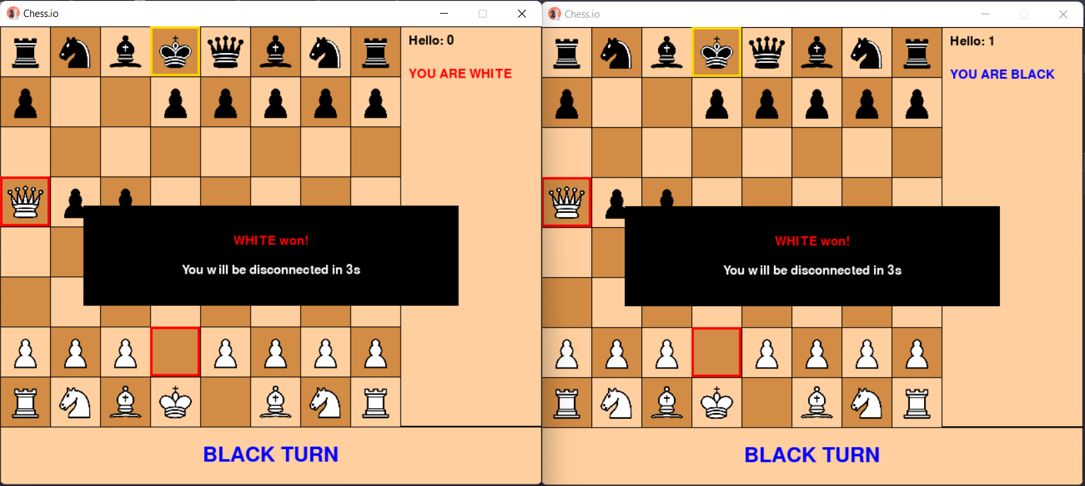 Chess.io
Hello: 0
YOU ARE WHITE
WHITE won!
You will be disconnected in 3s
BLACK TURN
Chess.io
Hello: 1
YOU ARE BLACK
WHITE won!
You will be disconnected in 3s
BLACK TURN